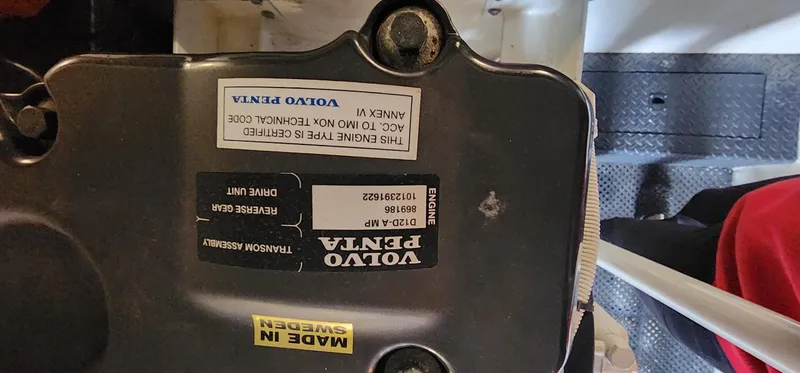 MADE IN
SWEDEN
VOLVO
PENTA
ENGINE
D12D-A MP
869186
1012391622
TRANSOM ASSEMBLY
REVERSE GEAR
DRIVE UNIT
THIS ENGINE TYPE IS CERTIFIED
ACC. TO IMO NOx TECHNICAL CODE
ANNEX VI
VOLVO PENTA